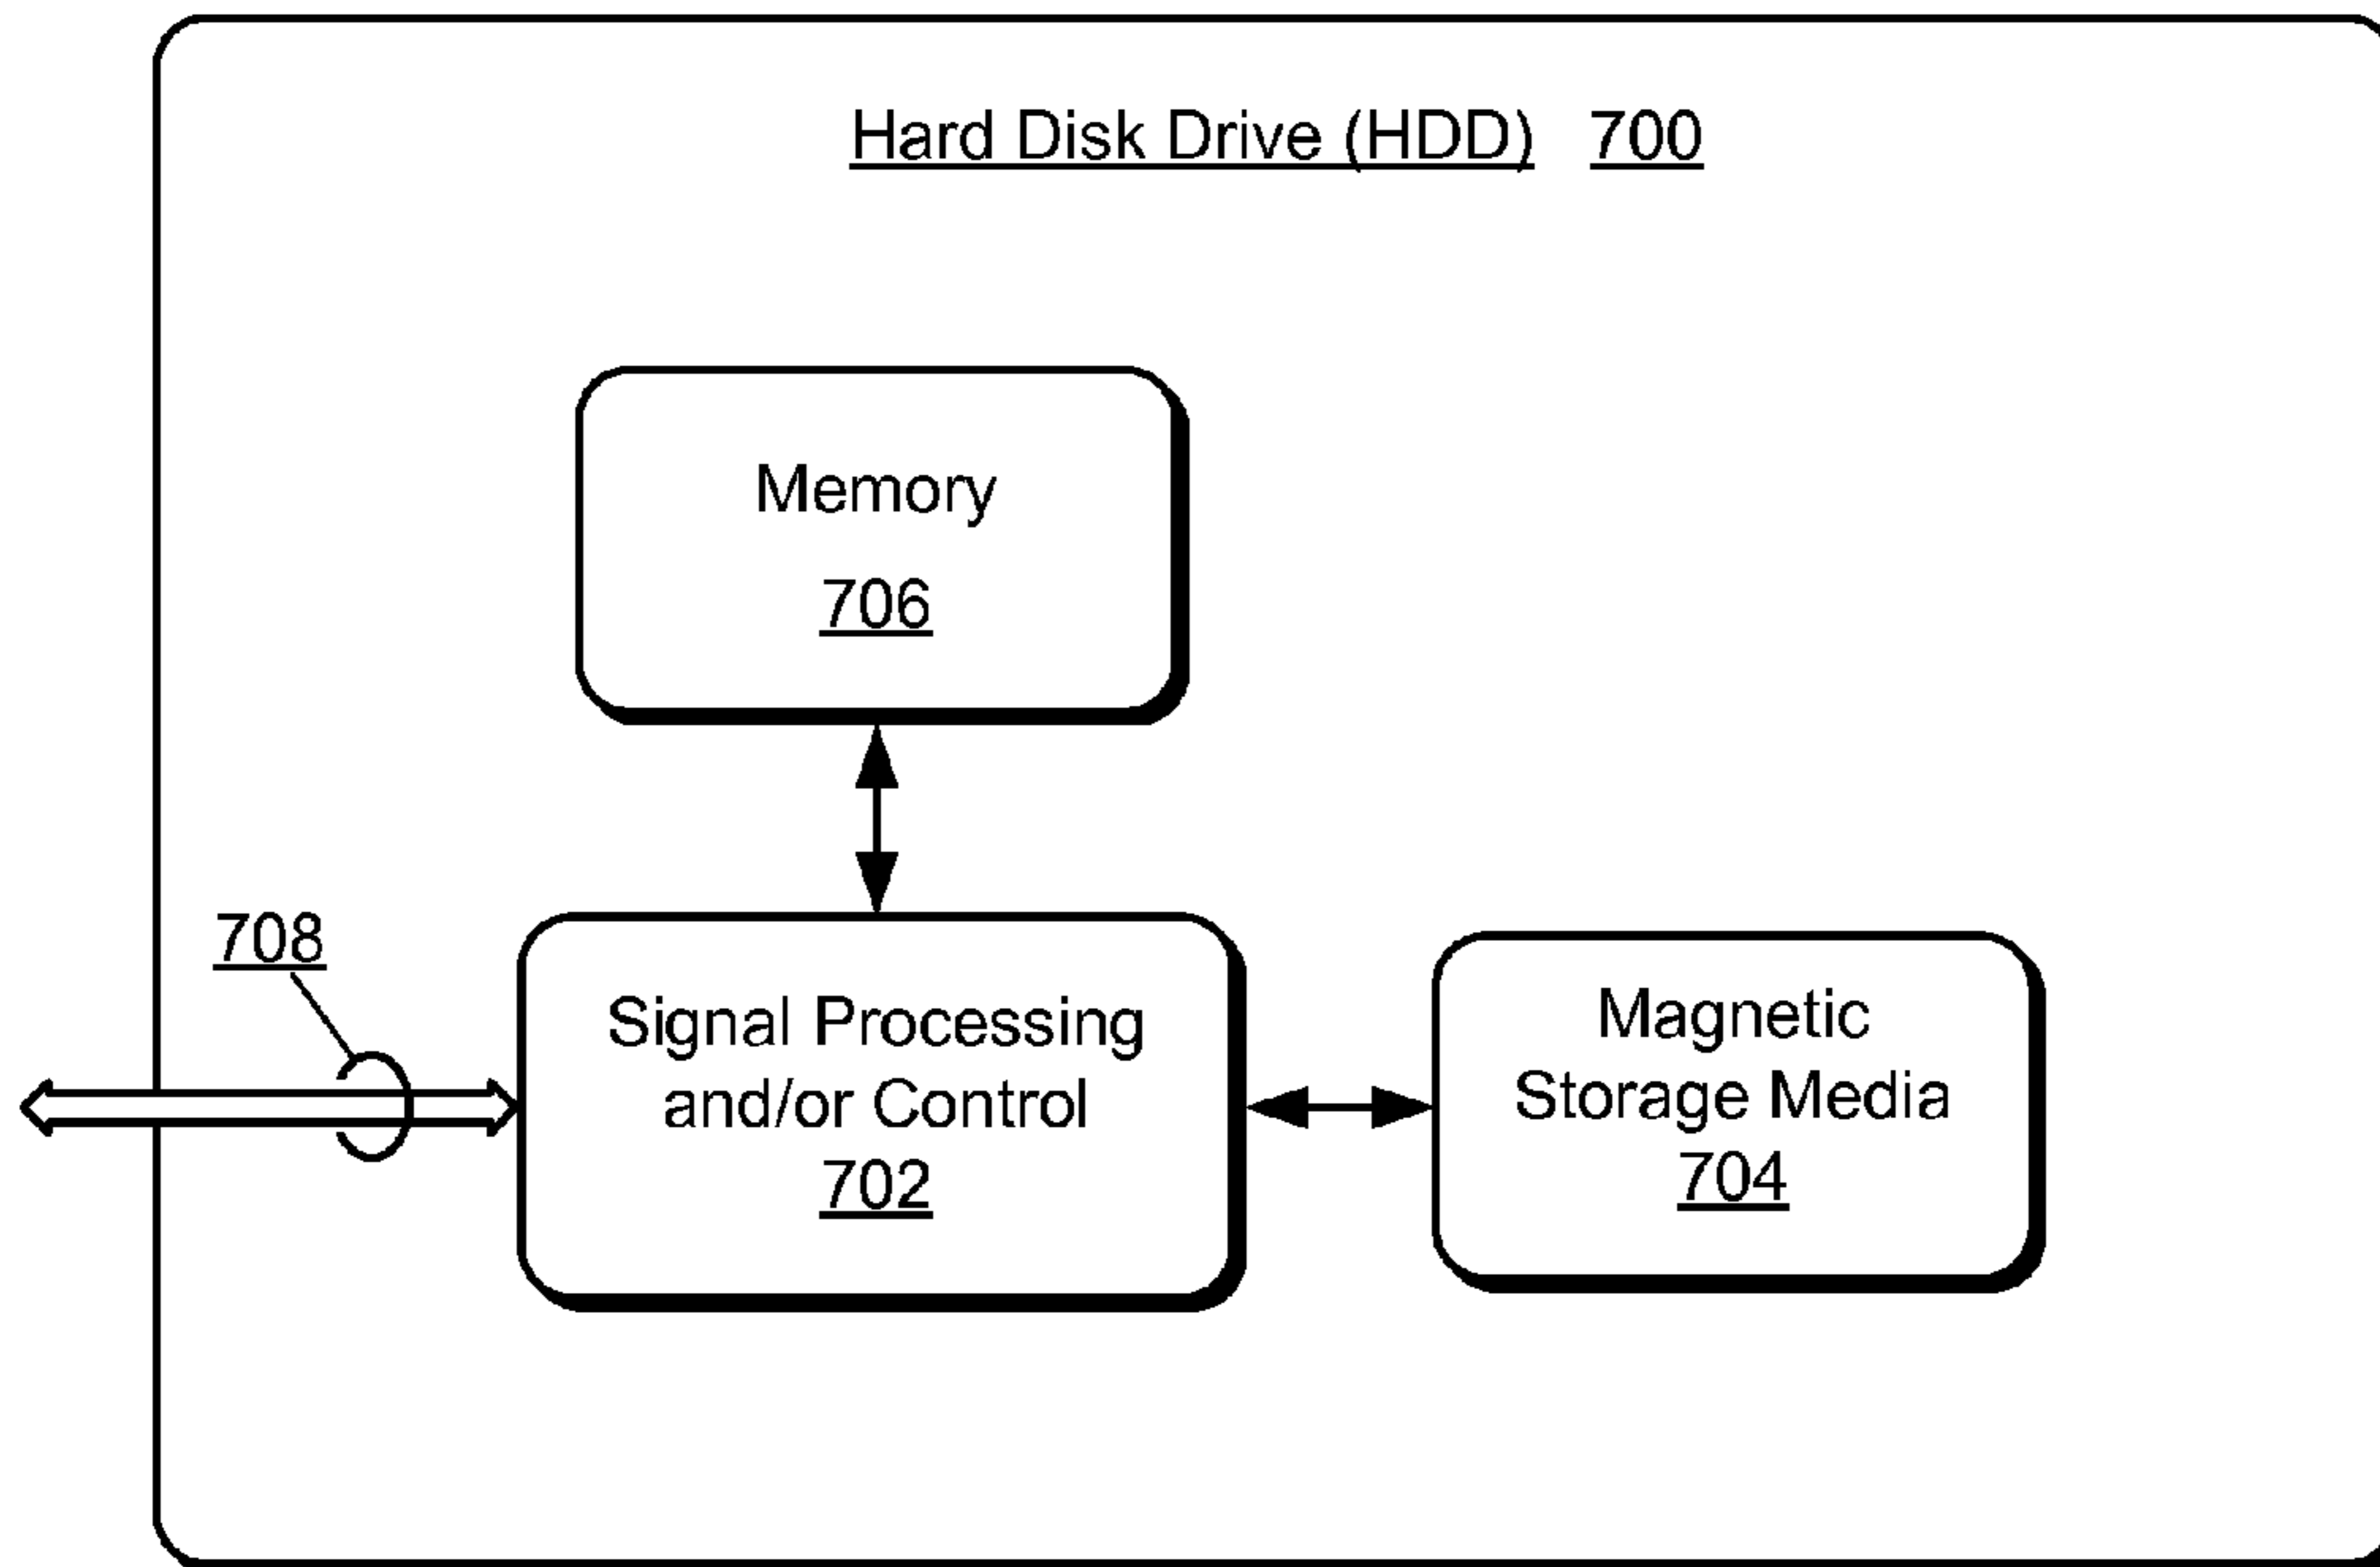 Hard Disk Drive (HDD) 700
Memory
706
708
Signal Processing
and/or Control
702
Magnetic
Storage Media
704